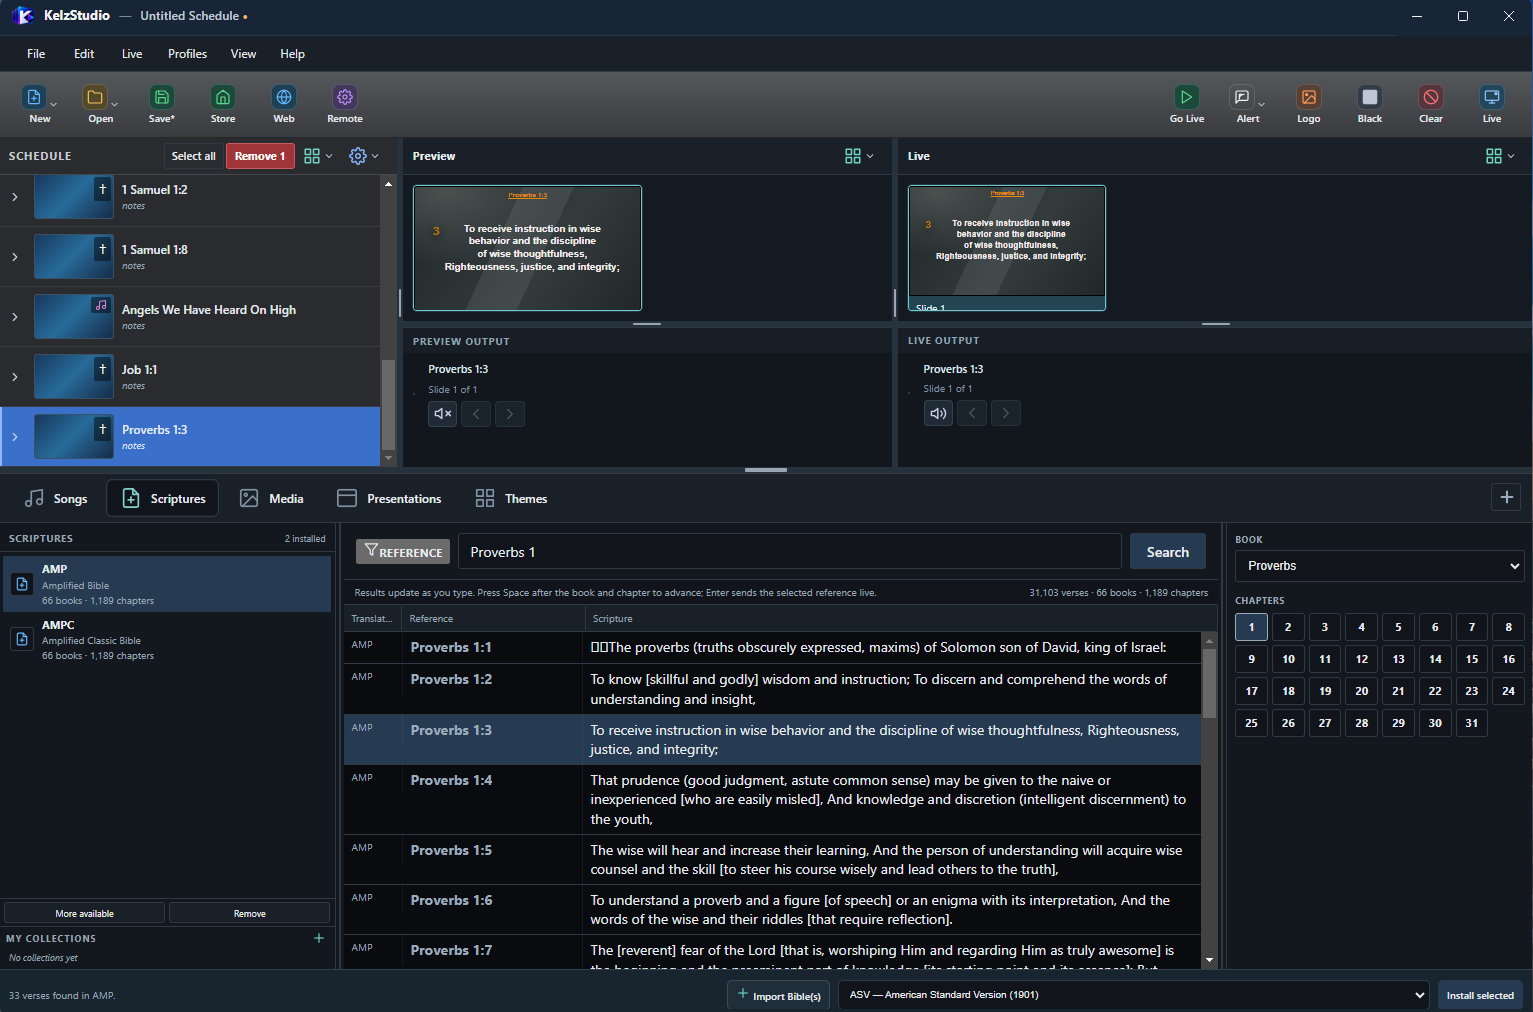 KelzStudio — Untitled Schedule •
File Edit Live Profiles View Help
New Open Save* Store Web Remote Go Live Alert Logo Black Clear Live
SCHEDULE Select all Remove 1
1 Samuel 1:2
notes
1 Samuel 1:8
notes
Angels We Have Heard On High
notes
Job 1:1
notes
Proverbs 1:3
notes
Preview
Proverbs 1:3
3 To receive instruction in wise
behavior and the discipline
of wise thoughtfulness,
Righteousness, justice, and integrity;
Live
Proverbs 1:3
3 To receive instruction in wise
behavior and the discipline
of wise thoughtfulness,
Righteousness, justice, and integrity;
Slide 1
PREVIEW OUTPUT
Proverbs 1:3
Slide 1 of 1
LIVE OUTPUT
Proverbs 1:3
Slide 1 of 1
Songs Scriptures Media Presentations Themes
SCRIPTURES 2 installed
AMP
Amplified Bible
66 books · 1,189 chapters
AMPC
Amplified Classic Bible
66 books · 1,189 chapters
More available Remove
MY COLLECTIONS
No collections yet
REFERENCE Proverbs 1 Search
Results update as you type. Press Space after the book and chapter to advance; Enter sends the selected reference live. 31,103 verses · 66 books · 1,189 chapters
Translat... Reference Scripture
AMP Proverbs 1:1 The proverbs (truths obscurely expressed, maxims) of Solomon son of David, king of Israel:
AMP Proverbs 1:2 To know [skillful and godly] wisdom and instruction; To discern and comprehend the words of
understanding and insight,
AMP Proverbs 1:3 To receive instruction in wise behavior and the discipline of wise thoughtfulness, Righteousness,
justice, and integrity;
AMP Proverbs 1:4 That prudence (good judgment, astute common sense) may be given to the naive or
inexperienced [who are easily misled], And knowledge and discretion (intelligent discernment) to
the youth,
AMP Proverbs 1:5 The wise will hear and increase their learning, And the person of understanding will acquire wise
counsel and the skill [to steer his course wisely and lead others to the truth],
AMP Proverbs 1:6 To understand a proverb and a figure [of speech] or an enigma with its interpretation, And the
words of the wise and their riddles [that require reflection].
AMP Proverbs 1:7 The [reverent] fear of the Lord [that is, worshiping Him and regarding Him as truly awesome] is
BOOK
Proverbs
CHAPTERS
1 2 3 4 5 6 7 8
9 10 11 12 13 14 15 16
17 18 19 20 21 22 23 24
25 26 27 28 29 30 31
33 verses found in AMP. Import Bible(s) ASV — American Standard Version (1901) Install selected